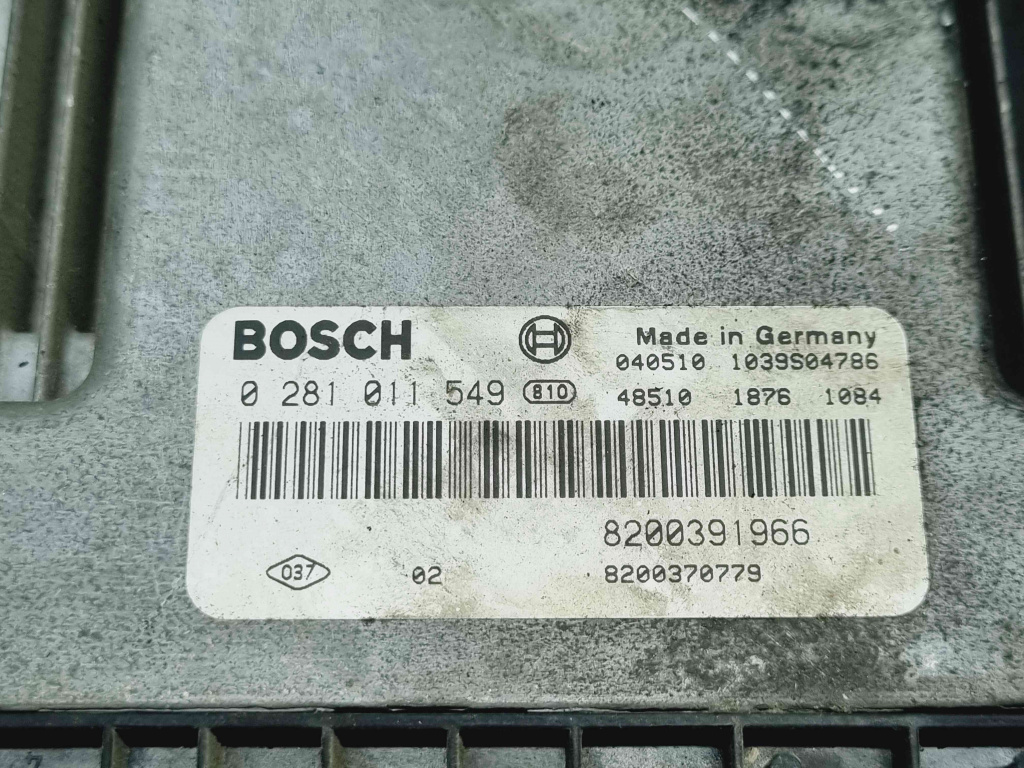 BOSCH
Made in Germany
040510 1039S04786
0 281 011 549 810
48510 1876 1084
8200391966
037 02 8200370779